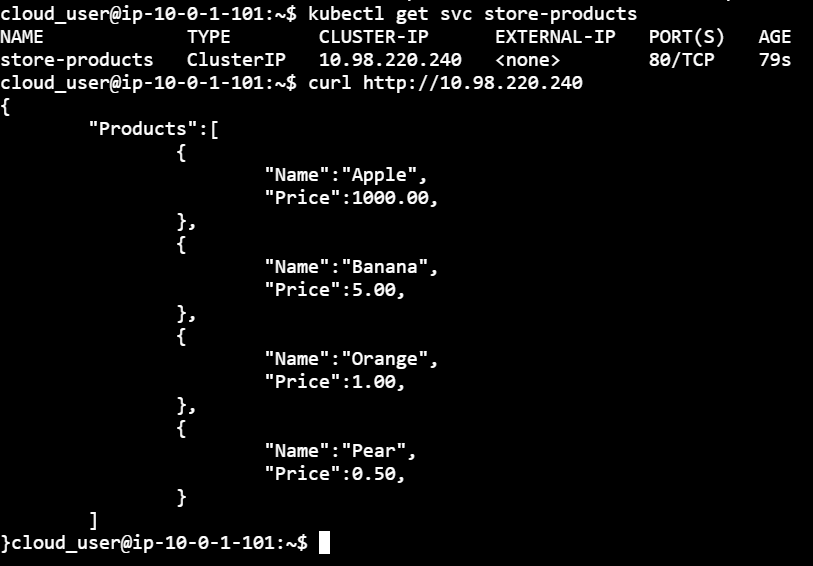 cloud_user@ip-10-0-1-101:~$ kubectl get svc store-products
NAME             TYPE        CLUSTER-IP      EXTERNAL-IP   PORT(S)   AGE
store-products   ClusterIP   10.98.220.240   <none>        80/TCP    79s
cloud_user@ip-10-0-1-101:~$ curl http://10.98.220.240
{
        "Products":[
                {
                        "Name":"Apple",
                        "Price":1000.00,
                },
                {
                        "Name":"Banana",
                        "Price":5.00,
                },
                {
                        "Name":"Orange",
                        "Price":1.00,
                },
                {
                        "Name":"Pear",
                        "Price":0.50,
                }
        ]
}cloud_user@ip-10-0-1-101:~$